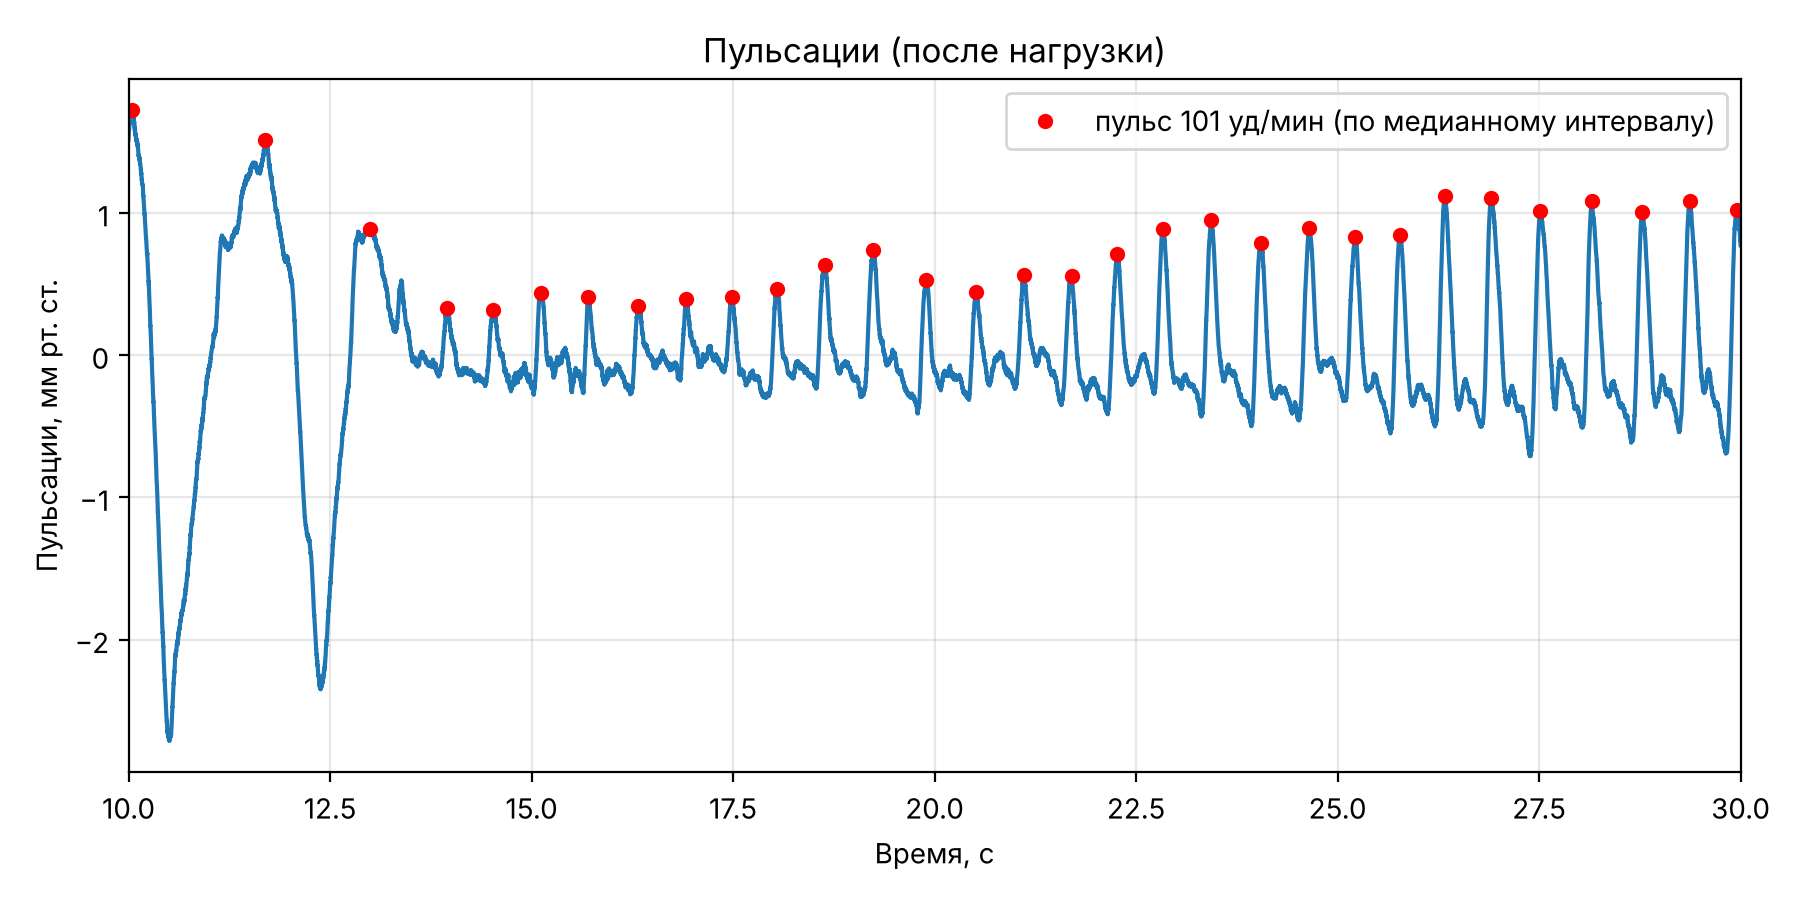 Пульсации (после нагрузки)
пульс 101 уд/мин (по медианному интервалу)
Пульсации, мм рт. ст.
1
0
−1
−2
10.0 12.5 15.0 17.5 20.0 22.5 25.0 27.5 30.0
Время, с